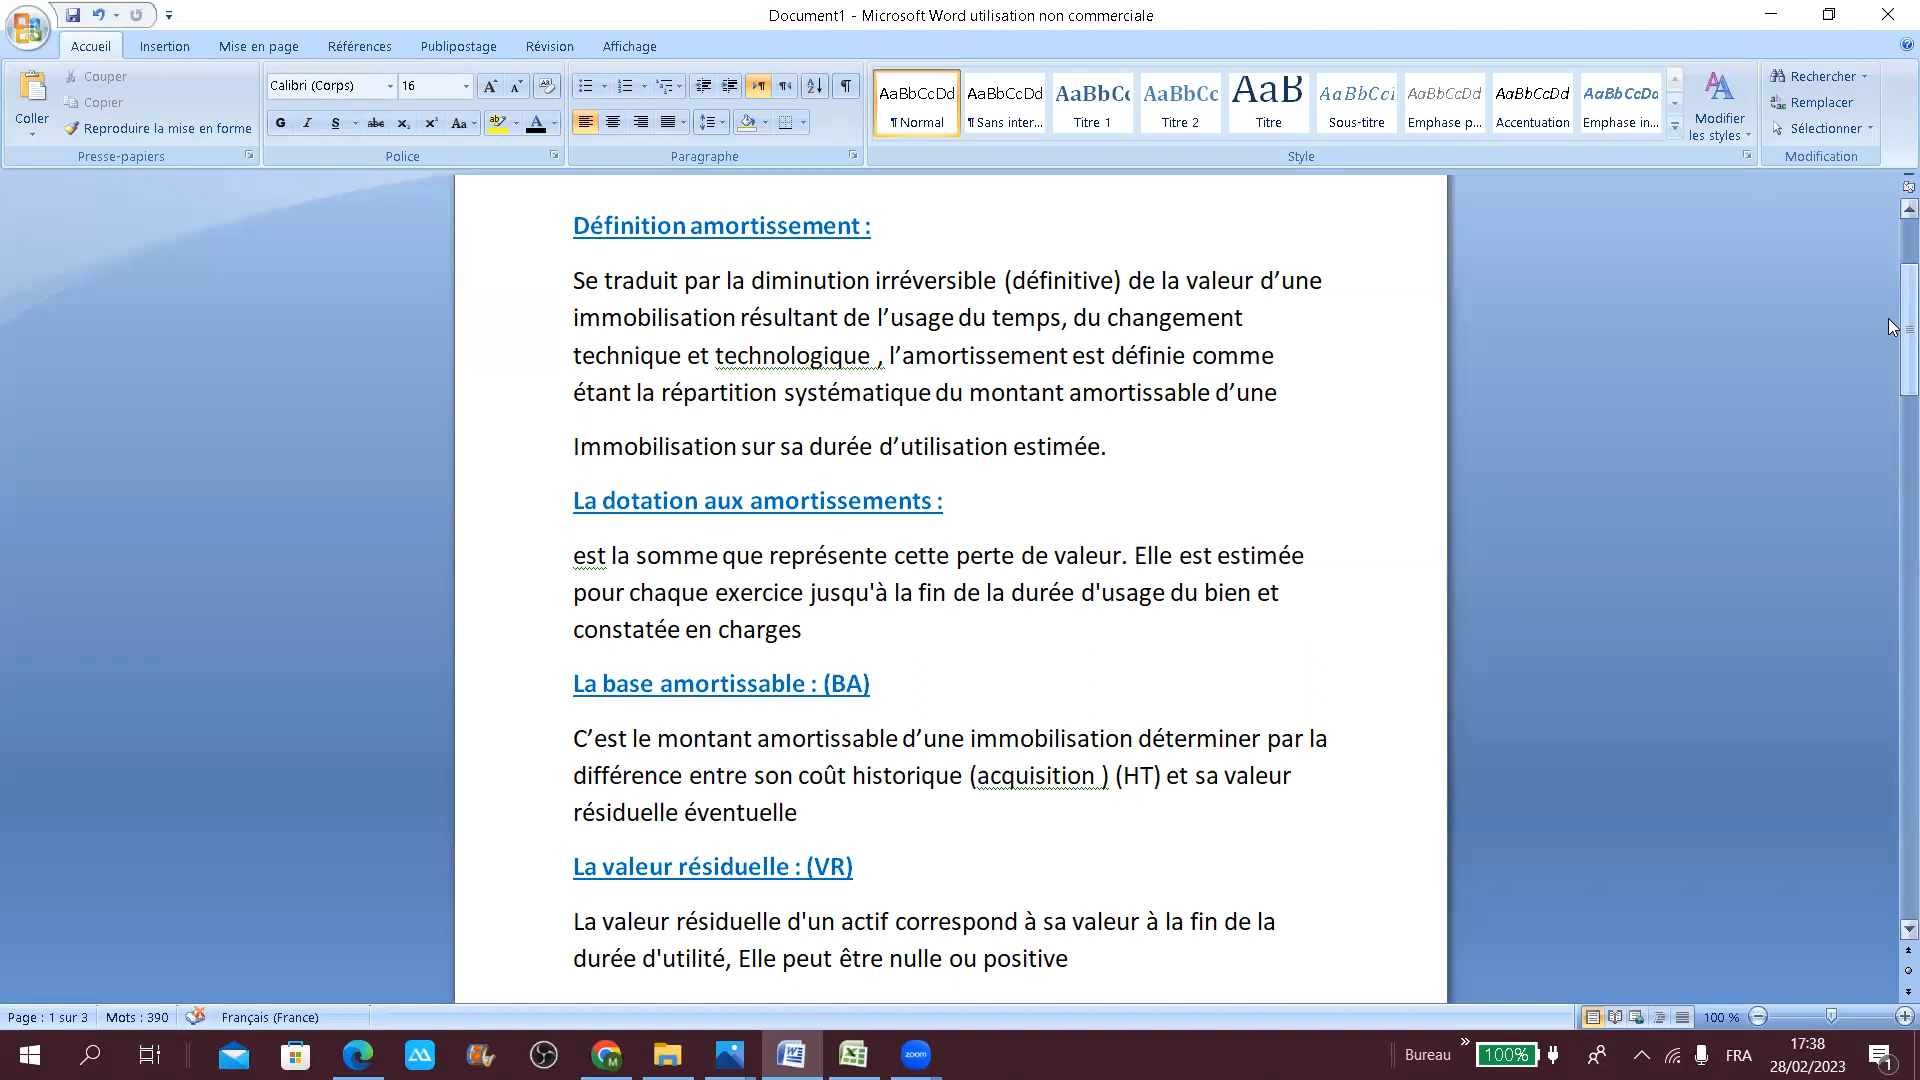 Document1 - Microsoft Word utilisation non commerciale
Accueil Insertion Mise en page Références Publipostage Révision Affichage
Coller
Couper
Copier
Reproduire la mise en forme
Presse-papiers
Calibri (Corps) 16
G I S abc x₂ x² Aa
Police
Paragraphe
AaBbCcDd AaBbCcDd AaBbCc AaBbCc AaB AaBbCcI AaBbCcDd AaBbCcDd AaBbCcDd
¶ Normal ¶ Sans inter... Titre 1 Titre 2 Titre Sous-titre Emphase p... Accentuation Emphase in...
Modifier
les styles
Style
Rechercher
Remplacer
Sélectionner
Modification
Définition amortissement :
Se traduit par la diminution irréversible (définitive) de la valeur d’une
immobilisation résultant de l’usage du temps, du changement
technique et technologique , l’amortissement est définie comme
étant la répartition systématique du montant amortissable d’une
Immobilisation sur sa durée d’utilisation estimée.
La dotation aux amortissements :
est la somme que représente cette perte de valeur. Elle est estimée
pour chaque exercice jusqu'à la fin de la durée d'usage du bien et
constatée en charges
La base amortissable : (BA)
C’est le montant amortissable d’une immobilisation déterminer par la
différence entre son coût historique (acquisition ) (HT) et sa valeur
résiduelle éventuelle
La valeur résiduelle : (VR)
La valeur résiduelle d'un actif correspond à sa valeur à la fin de la
durée d'utilité, Elle peut être nulle ou positive
Page : 1 sur 3 Mots : 390 Français (France) 100 %
zoom
Bureau 100% FRA
17:38
28/02/2023
1